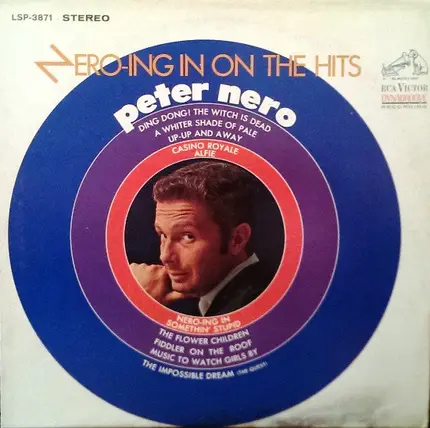 LSP-3871 STEREO
NERO-ING IN ON THE HITS
RCA VICTOR
DYNAGROOVE
peter nero
DING DONG! THE WITCH IS DEAD
A WHITER SHADE OF PALE
UP-UP AND AWAY
CASINO ROYALE
ALFIE
NERO-ING IN
SOMETHIN' STUPID
THE FLOWER CHILDREN
FIDDLER ON THE ROOF
MUSIC TO WATCH GIRLS BY
THE IMPOSSIBLE DREAM (THE QUEST)